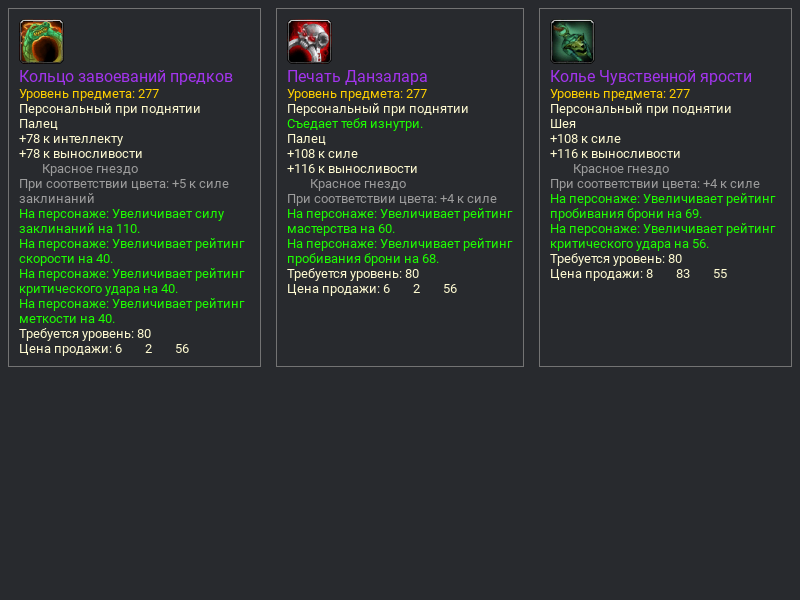 Кольцо завоеваний предков
Уровень предмета: 277
Персональный при поднятии
Палец
+78 к интеллекту
+78 к выносливости
Красное гнездо
При соответствии цвета: +5 к силе
заклинаний
На персонаже: Увеличивает силу
заклинаний на 110.
На персонаже: Увеличивает рейтинг
скорости на 40.
На персонаже: Увеличивает рейтинг
критического удара на 40.
На персонаже: Увеличивает рейтинг
меткости на 40.
Требуется уровень: 80
Цена продажи: 6 2 56
Печать Данзалара
Уровень предмета: 277
Персональный при поднятии
Съедает тебя изнутри.
Палец
+108 к силе
+116 к выносливости
Красное гнездо
При соответствии цвета: +4 к силе
На персонаже: Увеличивает рейтинг
мастерства на 60.
На персонаже: Увеличивает рейтинг
пробивания брони на 68.
Требуется уровень: 80
Цена продажи: 6 2 56
Колье Чувственной ярости
Уровень предмета: 277
Персональный при поднятии
Шея
+108 к силе
+116 к выносливости
Красное гнездо
При соответствии цвета: +4 к силе
На персонаже: Увеличивает рейтинг
пробивания брони на 69.
На персонаже: Увеличивает рейтинг
критического удара на 56.
Требуется уровень: 80
Цена продажи: 8 83 55